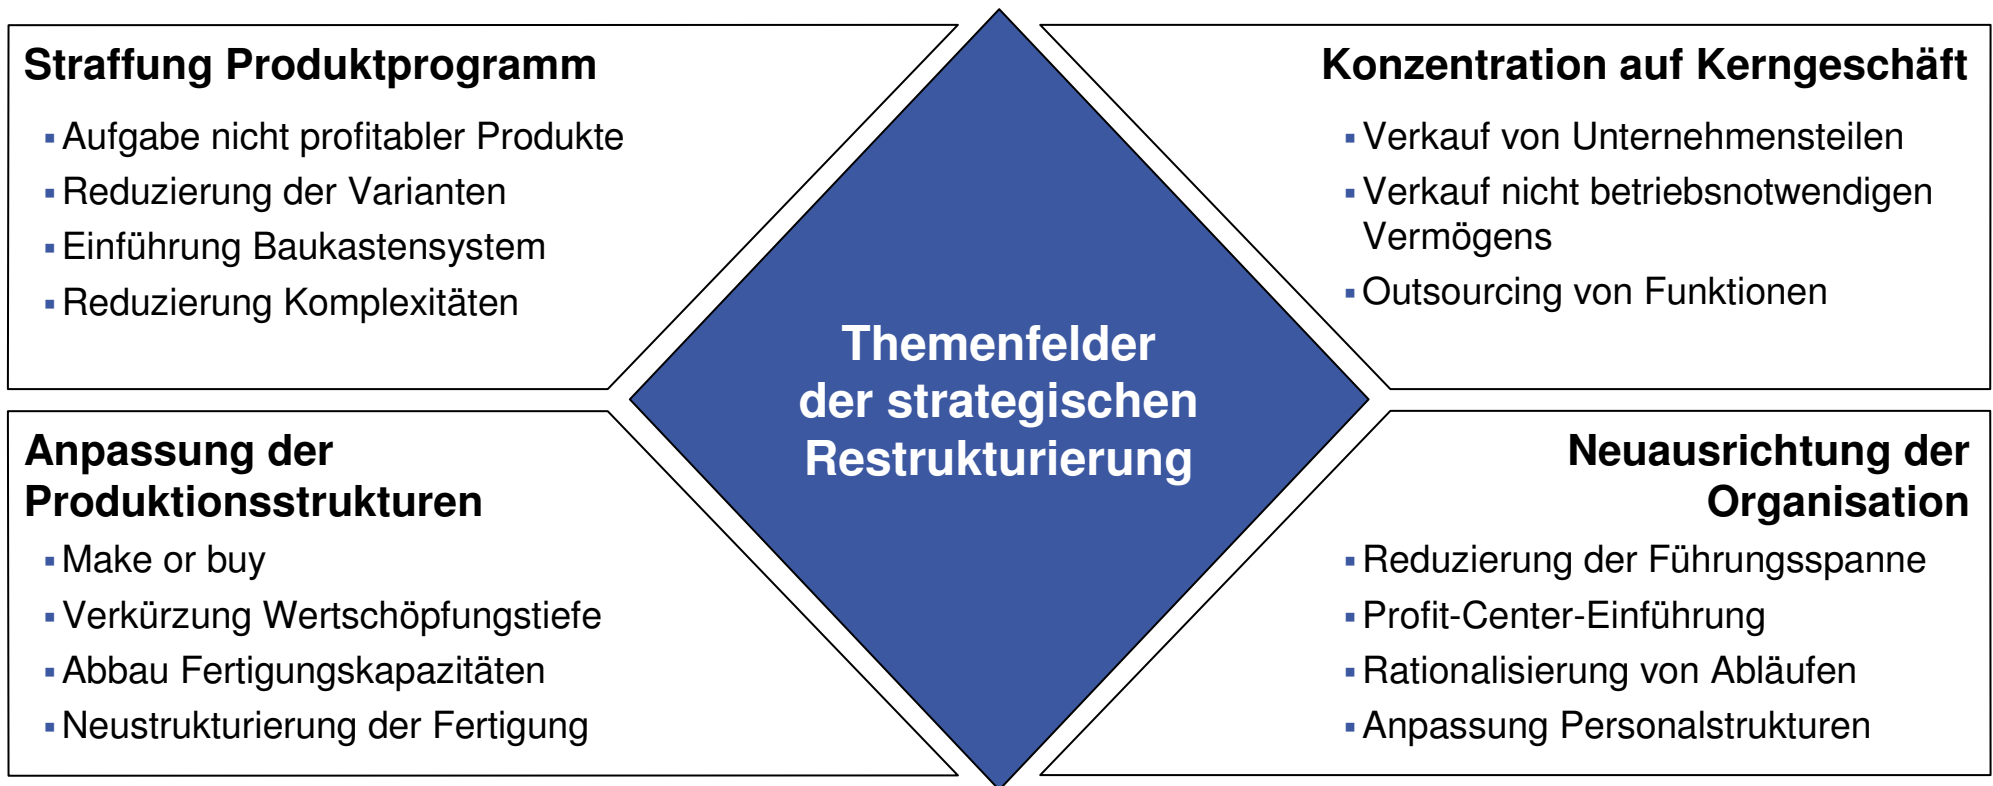 Straffung Produktprogramm
▪ Aufgabe nicht profitabler Produkte
▪ Reduzierung der Varianten
▪ Einführung Baukastensystem
▪ Reduzierung Komplexitäten
Konzentration auf Kerngeschäft
▪ Verkauf von Unternehmensteilen
▪ Verkauf nicht betriebsnotwendigen
Vermögens
▪ Outsourcing von Funktionen
Themenfelder
der strategischen
Restrukturierung
Anpassung der
Produktionsstrukturen
▪ Make or buy
▪ Verkürzung Wertschöpfungstiefe
▪ Abbau Fertigungskapazitäten
▪ Neustrukturierung der Fertigung
Neuausrichtung der
Organisation
▪ Reduzierung der Führungsspanne
▪ Profit-Center-Einführung
▪ Rationalisierung von Abläufen
▪ Anpassung Personalstrukturen